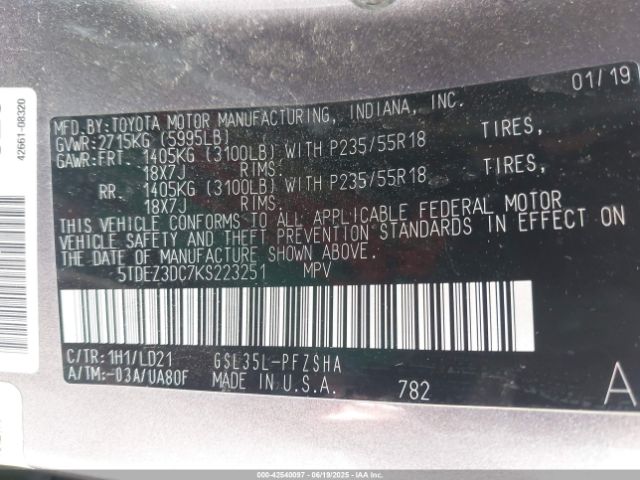 01/19
MFD.BY:TOYOTA MOTOR MANUFACTURING, INDIANA, INC.
GVWR:2715KG (5995LB)
GAWR:FRT. 1405KG (3100LB) WITH P235/55R18 TIRES,
18X7J RIMS:
RR. 1405KG (3100LB) WITH P235/55R18 TIRES,
18X7J RIMS:
THIS VEHICLE CONFORMS TO ALL APPLICABLE FEDERAL MOTOR
VEHICLE SAFETY AND THEFT PREVENTION STANDARDS IN EFFECT ON
THE DATE OF MANUFACTURE SHOWN ABOVE.
5TDEZ3DC7KS223251 MPV
C/TR:1H1/LD21 GSL35L-PFZSHA
A/TM:-03A/UA80F MADE IN U.S.A. 782 A
42661-08320
000-42540097 - 06/19/2025 - IAAI.COM